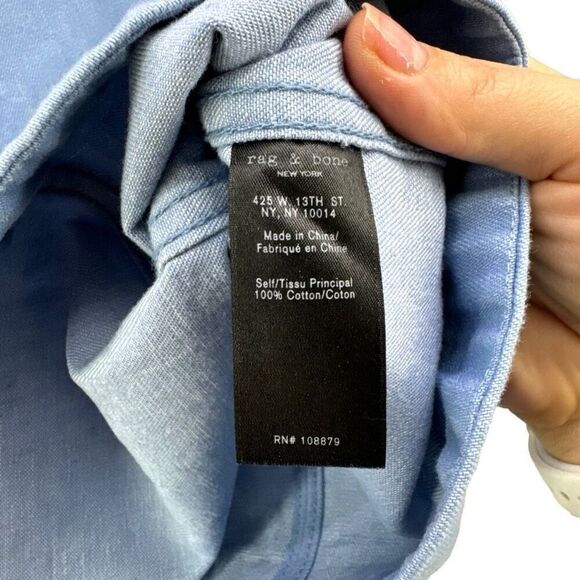 rag & bone
NEW YORK
425 W. 13TH ST.
NY, NY 10014
Made in China/
Fabriqué en Chine
Self/Tissu Principal
100% Cotton/Coton
RN# 108879